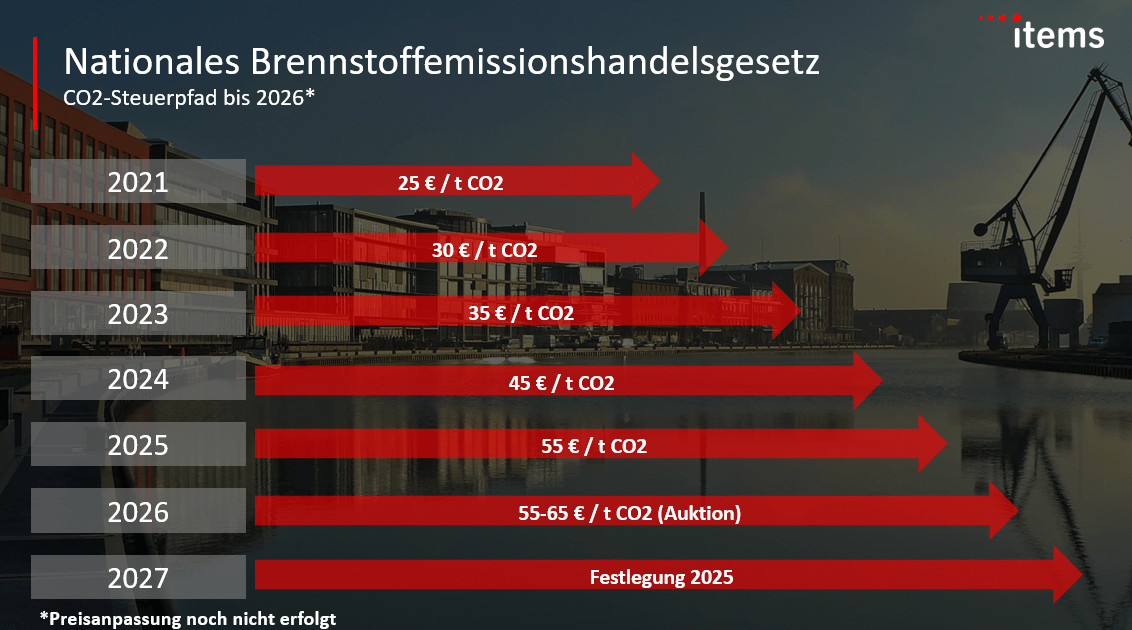 items
Nationales Brennstoffemissionshandelsgesetz
CO2-Steuerpfad bis 2026*
2021 25 € / t CO2
2022 30 € / t CO2
2023 35 € / t CO2
2024 45 € / t CO2
2025 55 € / t CO2
2026 55-65 € / t CO2 (Auktion)
2027 Festlegung 2025
*Preisanpassung noch nicht erfolgt